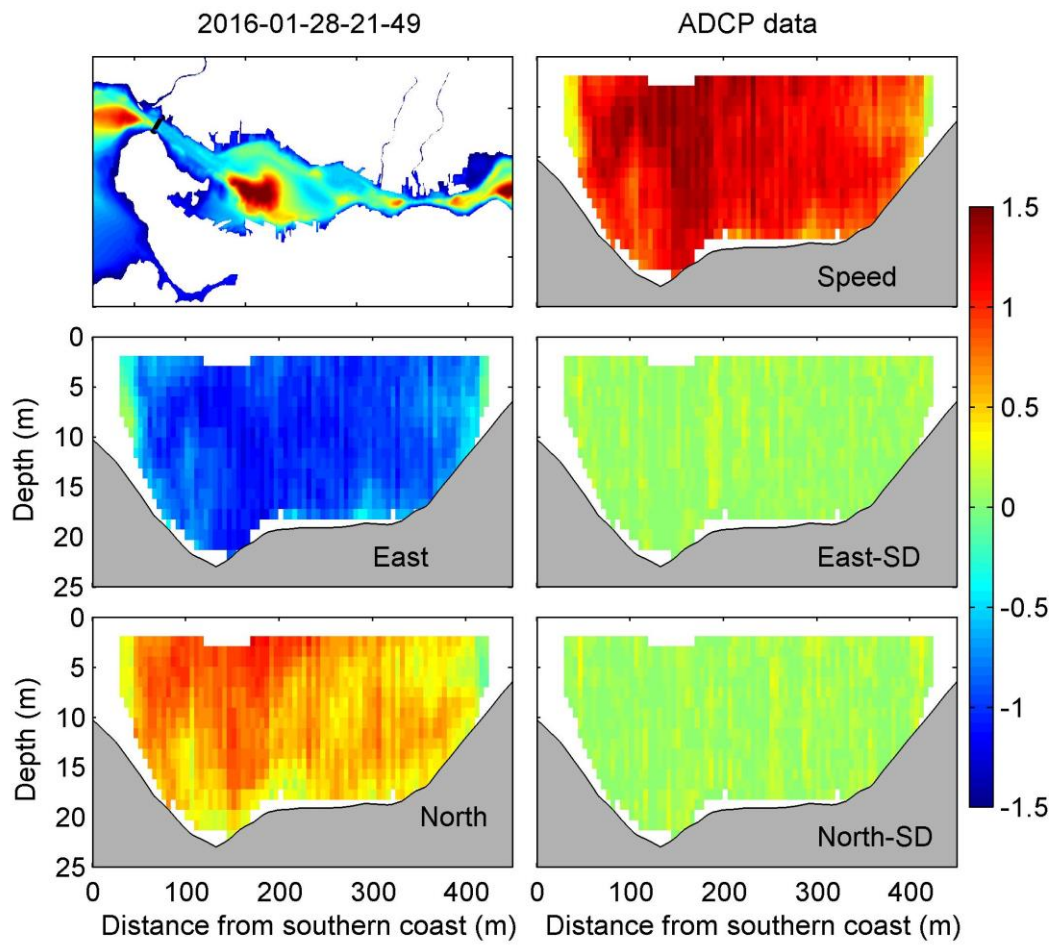 2016-01-28-21-49
ADCP data
Speed
1.5
1
0.5
0
-0.5
-1
-1.5
0
5
10
15
20
25
Depth (m)
East
East-SD
0
5
10
15
20
25
Depth (m)
North
North-SD
0 100 200 300 400
Distance from southern coast (m)
0 100 200 300 400
Distance from southern coast (m)